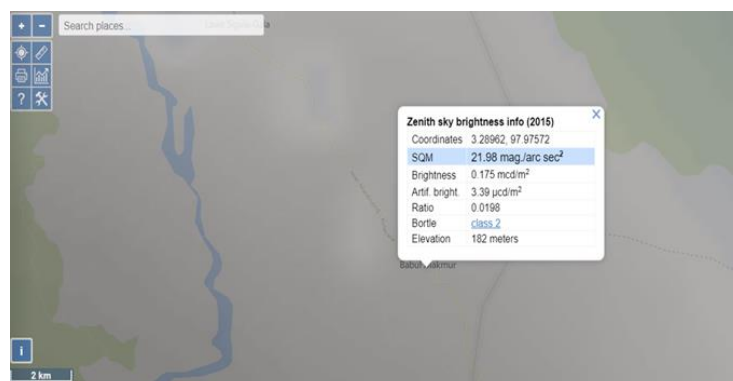 + -
Search places...
?
Zenith sky brightness info (2015) X
Coordinates 3.28962, 97.97572
SQM 21.98 mag./arc sec²
Brightness 0.175 mcd/m²
Artif. bright. 3.39 μcd/m²
Ratio 0.0198
Bortle class 2
Elevation 182 meters
Babul Makmur
i
2 km